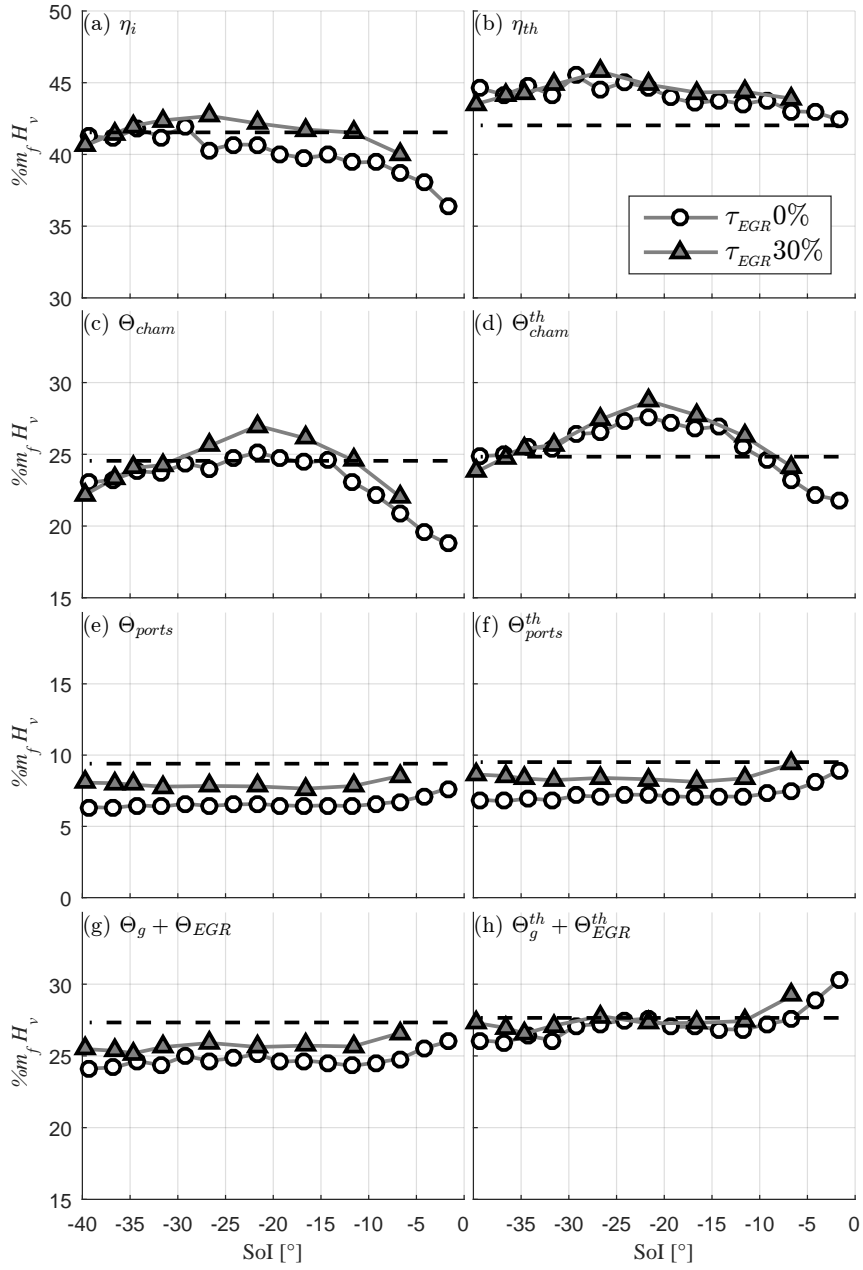 (a) η_i
(b) η_th
50
45
40
35
30
%m_f H_v
τ_EGR 0%
τ_EGR 30%
(c) Θ_cham
(d) Θ^th_cham
30
25
20
15
%m_f H_v
(e) Θ_ports
(f) Θ^th_ports
15
10
5
0
%m_f H_v
(g) Θ_g + Θ_EGR
(h) Θ^th_g + Θ^th_EGR
30
25
20
15
%m_f H_v
-40 -35 -30 -25 -20 -15 -10 -5 0
-35 -30 -25 -20 -15 -10 -5 0
SoI [°]
SoI [°]